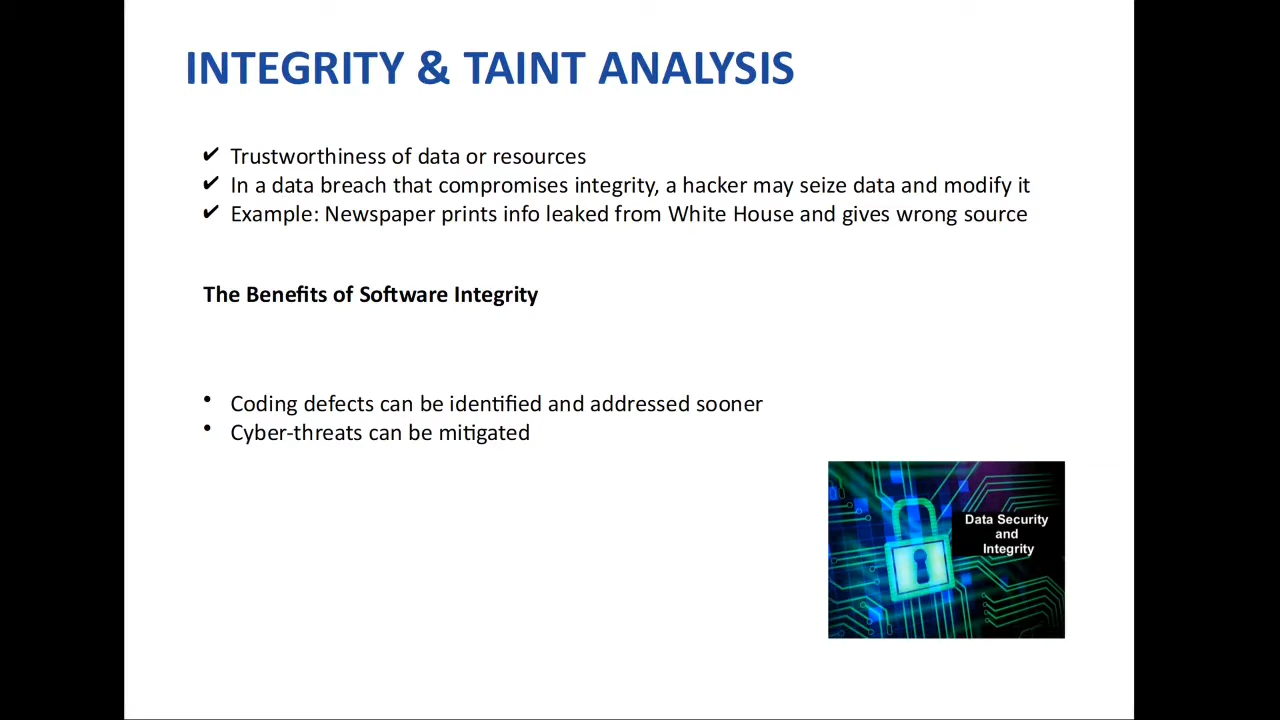 INTEGRITY & TAINT ANALYSIS
✔ Trustworthiness of data or resources
✔ In a data breach that compromises integrity, a hacker may seize data and modify it
✔ Example: Newspaper prints info leaked from White House and gives wrong source
The Benefits of Software Integrity
• Coding defects can be identified and addressed sooner
• Cyber-threats can be mitigated
Data Security
and
Integrity